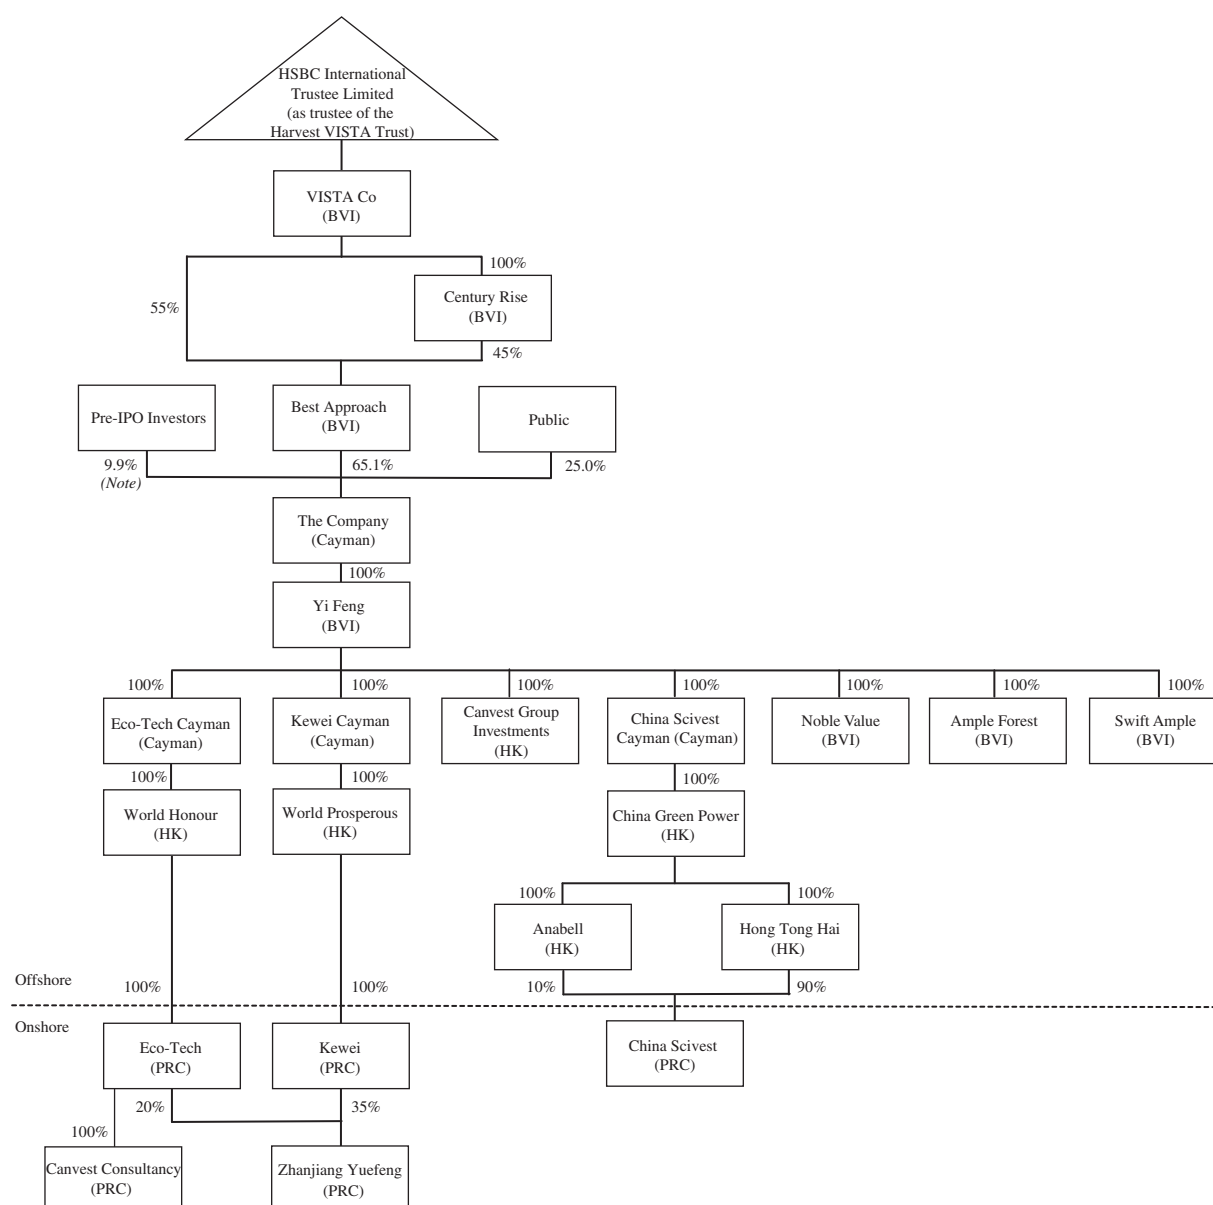 HSBC International
Trustee Limited
(as trustee of the
Harvest VISTA Trust)
VISTA Co
(BVI)
100%
Century Rise
(BVI)
55%
45%
Pre-IPO Investors
Best Approach
(BVI)
Public
9.9%
(Note)
65.1%
25.0%
The Company
(Cayman)
100%
Yi Feng
(BVI)
100%
100%
100%
100%
100%
100%
100%
Eco-Tech Cayman
(Cayman)
Kewei Cayman
(Cayman)
Canvest Group
Investments
(HK)
China Scivest
Cayman (Cayman)
Noble Value
(BVI)
Ample Forest
(BVI)
Swift Ample
(BVI)
100%
100%
100%
World Honour
(HK)
World Prosperous
(HK)
China Green Power
(HK)
100%
100%
Anabell
(HK)
Hong Tong Hai
(HK)
Offshore
100%
100%
10%
90%
Onshore
Eco-Tech
(PRC)
Kewei
(PRC)
China Scivest
(PRC)
20%
35%
100%
Canvest Consultancy
(PRC)
Zhanjiang Yuefeng
(PRC)